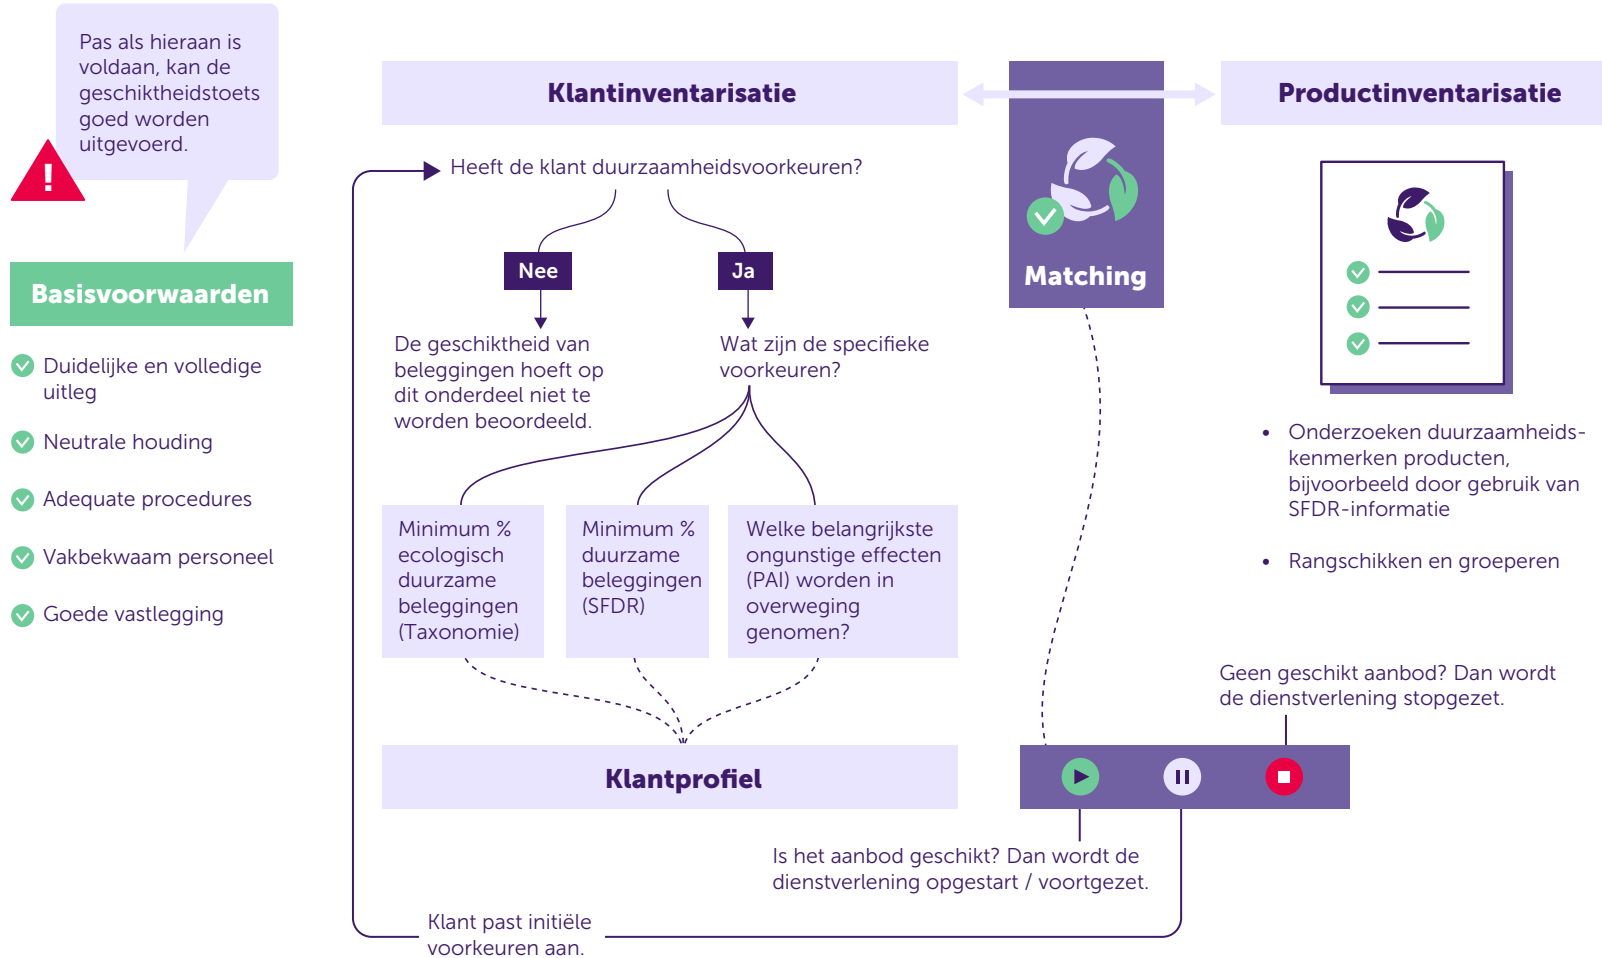 Pas als hieraan is
voldaan, kan de
geschiktheidstoets
goed worden
uitgevoerd.
!
Basisvoorwaarden
Duidelijke en volledige
uitleg
Neutrale houding
Adequate procedures
Vakbekwaam personeel
Goede vastlegging
Klantinventarisatie
Heeft de klant duurzaamheidsvoorkeuren?
Nee
Ja
De geschiktheid van
beleggingen hoeft op
dit onderdeel niet te
worden beoordeeld.
Wat zijn de specifieke
voorkeuren?
Minimum %
ecologisch
duurzame
beleggingen
(Taxonomie)
Minimum %
duurzame
beleggingen
(SFDR)
Welke belangrijkste
ongunstige effecten
(PAI) worden in
overweging
genomen?
Klantprofiel
Matching
Productinventarisatie
• Onderzoeken duurzaamheids-
kenmerken producten,
bijvoorbeeld door gebruik van
SFDR-informatie
• Rangschikken en groeperen
Geen geschikt aanbod? Dan wordt
de dienstverlening stopgezet.
Is het aanbod geschikt? Dan wordt de
dienstverlening opgestart / voortgezet.
Klant past initiële
voorkeuren aan.